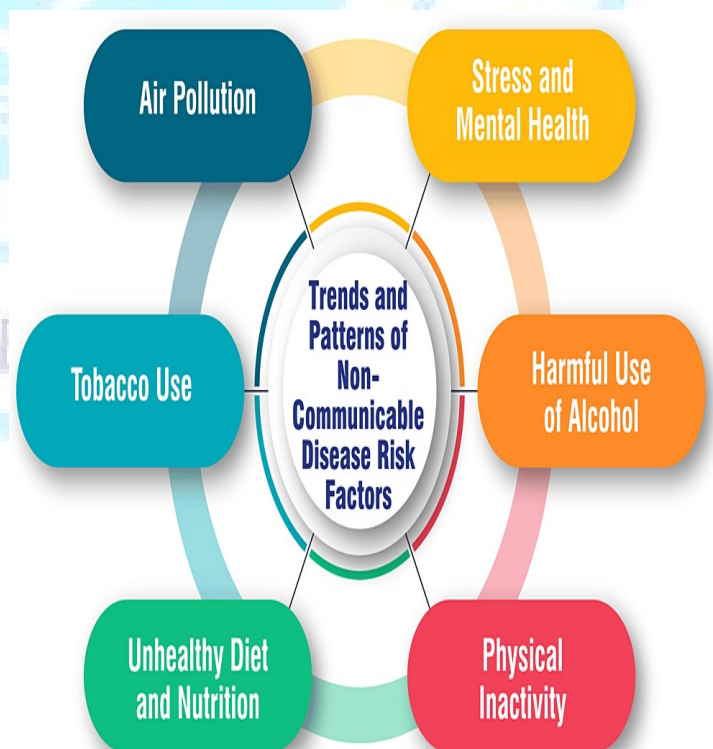 Air Pollution
Stress and
Mental Health
Trends and
Patterns of
Non-
Communicable
Disease Risk
Factors
Tobacco Use
Harmful Use
of Alcohol
Unhealthy Diet
and Nutrition
Physical
Inactivity